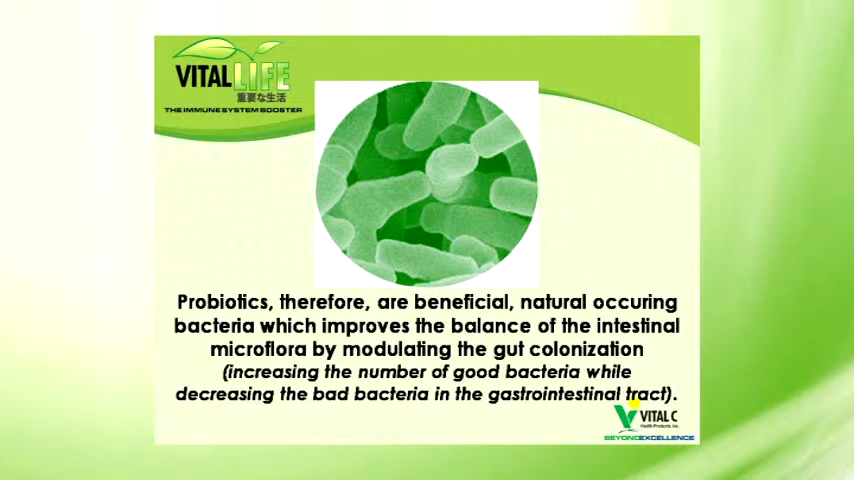 VITAL LIFE
重要な生活
THE IMMUNE SYSTEM BOOSTER
Probiotics, therefore, are beneficial, natural occuring
bacteria which improves the balance of the intestinal
microflora by modulating the gut colonization
(increasing the number of good bacteria while
decreasing the bad bacteria in the gastrointestinal tract).
VITAL C
Health Products, Inc.
BEYONDEXCELLENCE